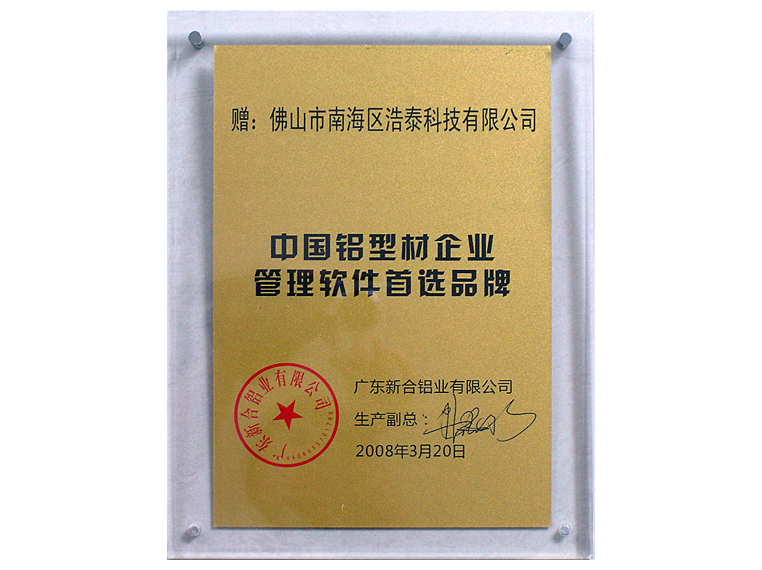 赠：佛山市南海区浩泰科技有限公司
中国铝型材企业
管理软件首选品牌
广东新合铝业有限公司
广东新合铝业有限公司
生产副总：
2008年3月20日